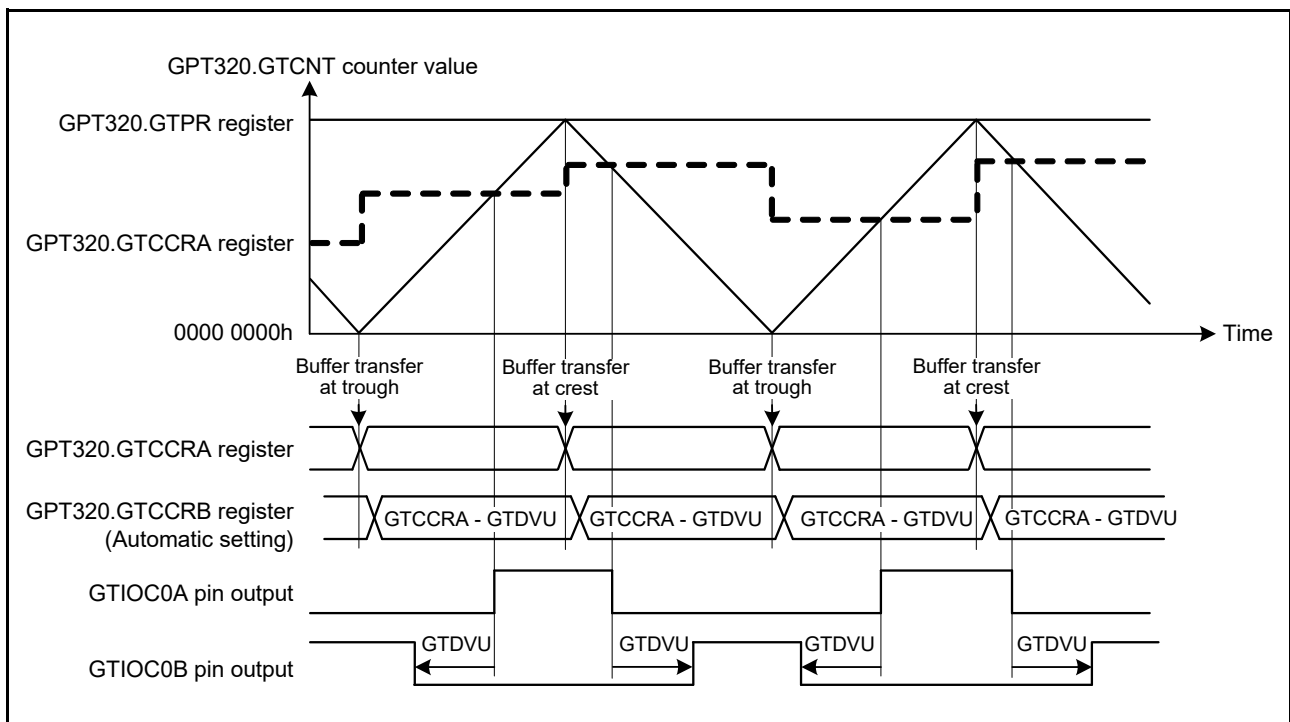 GPT320.GTCNT counter value
GPT320.GTPR register
GPT320.GTCCRA register
0000 0000h
Time
Buffer transfer
at trough
Buffer transfer
at crest
Buffer transfer
at trough
Buffer transfer
at crest
GPT320.GTCCRA register
GPT320.GTCCRB register
(Automatic setting)
GTCCRA - GTDVU
GTCCRA - GTDVU
GTCCRA - GTDVU
GTCCRA - GTDVU
GTIOC0A pin output
GTDVU
GTDVU
GTDVU
GTDVU
GTIOC0B pin output